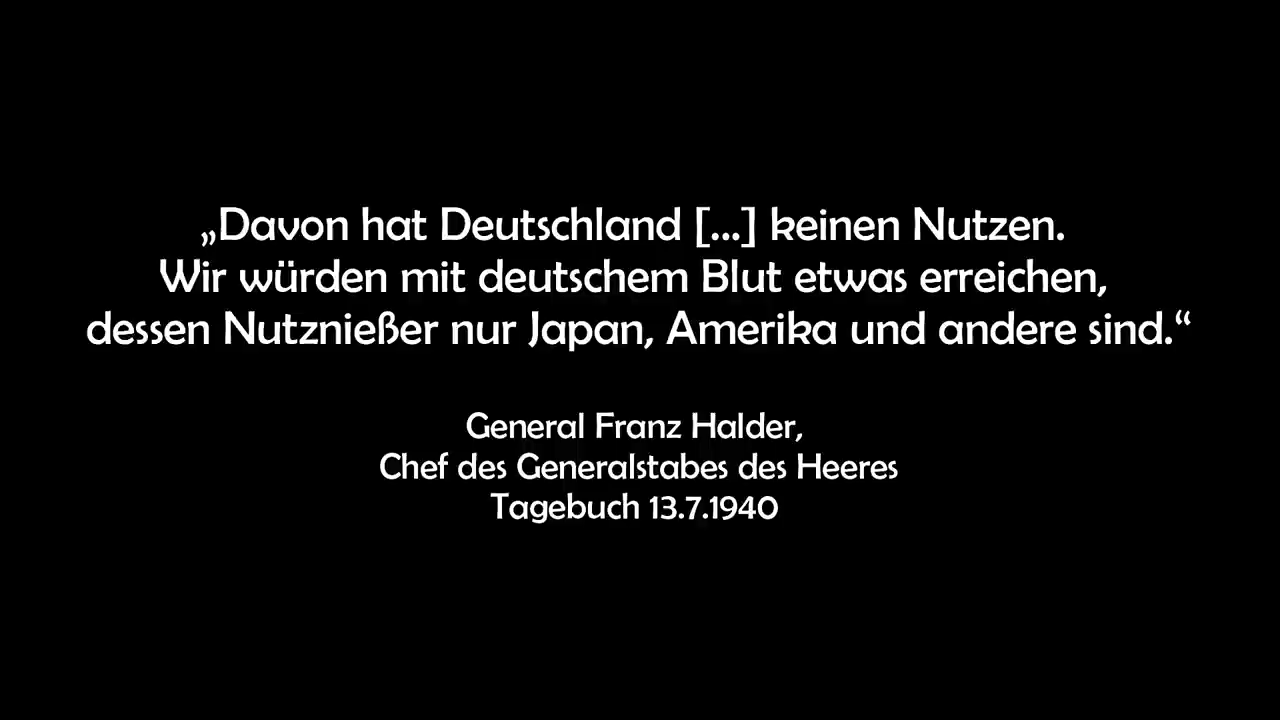 „Davon hat Deutschland [...] keinen Nutzen.
Wir würden mit deutschem Blut etwas erreichen,
dessen Nutznießer nur Japan, Amerika und andere sind.“
General Franz Halder,
Chef des Generalstabes des Heeres
Tagebuch 13.7.1940